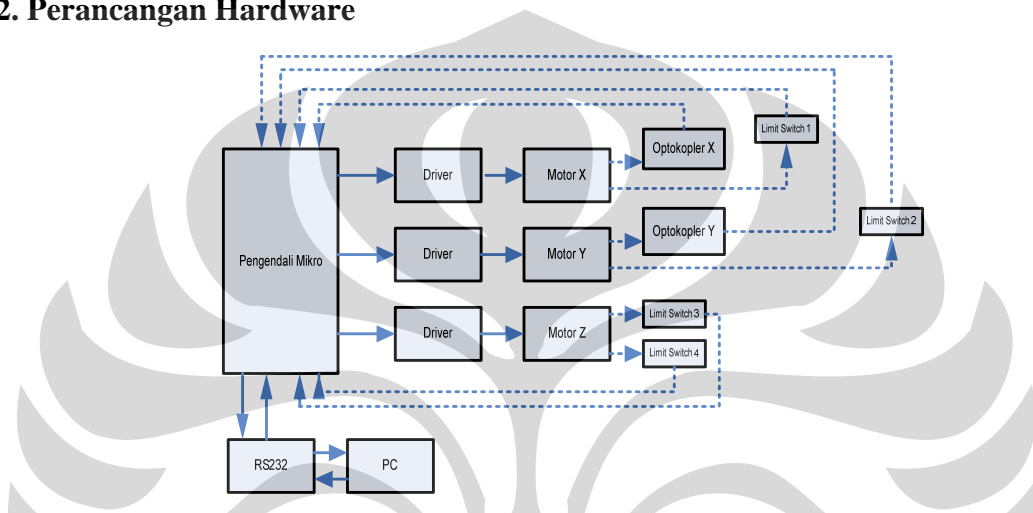 2. Perancangan Hardware
Limit Switch 1
Optokopler X
Driver
Motor X
Limit Switch 2
Optokopler Y
Driver
Motor Y
Pengendali Mikro
Limit Switch 3
Driver
Motor Z
Limit Switch 4
RS232
PC